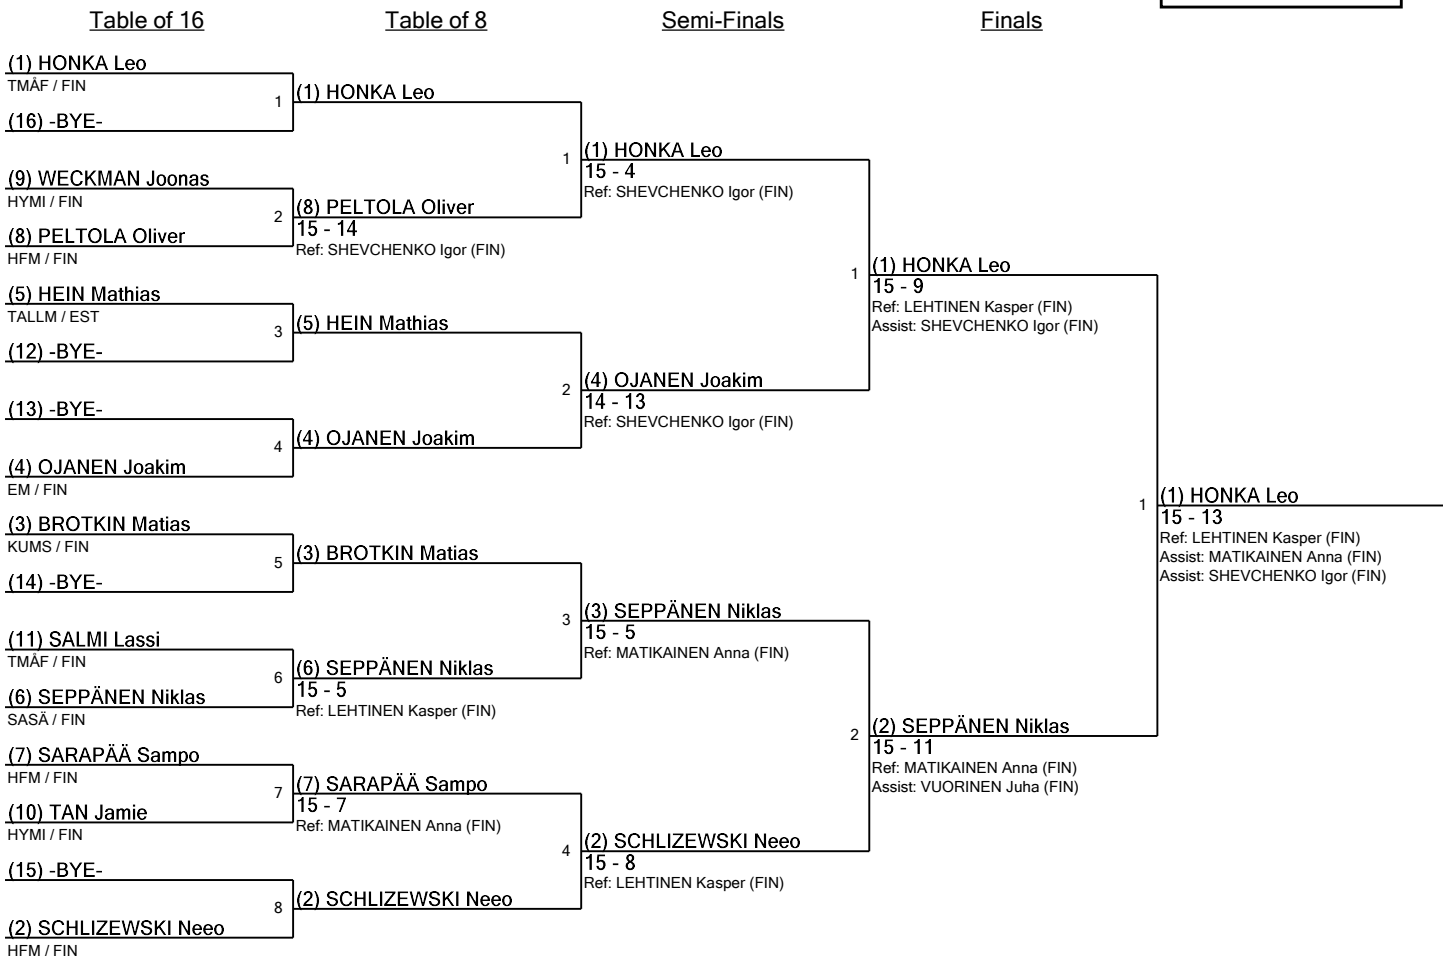 Table of 16
Table of 8
Semi-Finals
Finals
(1) HONKA Leo
TMÅF / FIN
(16) -BYE-
(9) WECKMAN Joonas
HYMI / FIN
(8) PELTOLA Oliver
HFM / FIN
(5) HEIN Mathias
TALLM / EST
(12) -BYE-
(13) -BYE-
(4) OJANEN Joakim
EM / FIN
(3) BROTKIN Matias
KUMS / FIN
(14) -BYE-
(11) SALMI Lassi
TMÅF / FIN
(6) SEPPÄNEN Niklas
SASÄ / FIN
(7) SARAPÄÄ Sampo
HFM / FIN
(10) TAN Jamie
HYMI / FIN
(15) -BYE-
(2) SCHLIZEWSKI Neeo
HFM / FIN
1
2
3
4
5
6
7
8
(1) HONKA Leo
(8) PELTOLA Oliver
15 - 14
Ref: SHEVCHENKO Igor (FIN)
(5) HEIN Mathias
(4) OJANEN Joakim
(3) BROTKIN Matias
(6) SEPPÄNEN Niklas
15 - 5
Ref: LEHTINEN Kasper (FIN)
(7) SARAPÄÄ Sampo
15 - 7
Ref: MATIKAINEN Anna (FIN)
(2) SCHLIZEWSKI Neeo
1
2
3
4
(1) HONKA Leo
15 - 4
Ref: SHEVCHENKO Igor (FIN)
(4) OJANEN Joakim
14 - 13
Ref: SHEVCHENKO Igor (FIN)
(3) SEPPÄNEN Niklas
15 - 5
Ref: MATIKAINEN Anna (FIN)
(2) SCHLIZEWSKI Neeo
15 - 8
Ref: LEHTINEN Kasper (FIN)
1
2
(1) HONKA Leo
15 - 9
Ref: LEHTINEN Kasper (FIN)
Assist: SHEVCHENKO Igor (FIN)
(2) SEPPÄNEN Niklas
15 - 11
Ref: MATIKAINEN Anna (FIN)
Assist: VUORINEN Juha (FIN)
1
(1) HONKA Leo
15 - 13
Ref: LEHTINEN Kasper (FIN)
Assist: MATIKAINEN Anna (FIN)
Assist: SHEVCHENKO Igor (FIN)